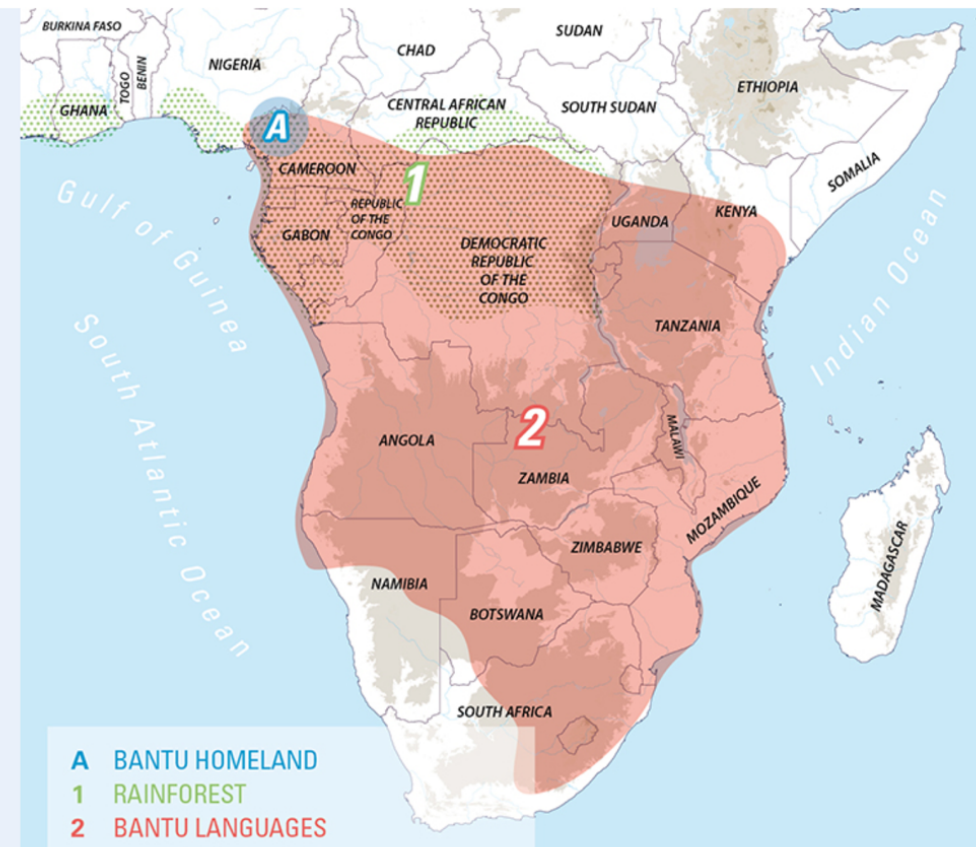 BURKINA FASO
GHANA
TOGO
BENIN
NIGERIA
CHAD
SUDAN
CENTRAL AFRICAN
REPUBLIC
SOUTH SUDAN
ETHIOPIA
SOMALIA
A
CAMEROON
1
REPUBLIC
OF THE
CONGO
GABON
DEMOCRATIC
REPUBLIC
OF THE
CONGO
UGANDA
KENYA
TANZANIA
Gulf of Guinea
South Atlantic Ocean
Indian Ocean
2
ANGOLA
ZAMBIA
MALAWI
MOZAMBIQUE
ZIMBABWE
NAMIBIA
BOTSWANA
MADAGASCAR
SOUTH AFRICA
A BANTU HOMELAND
1 RAINFOREST
2 BANTU LANGUAGES